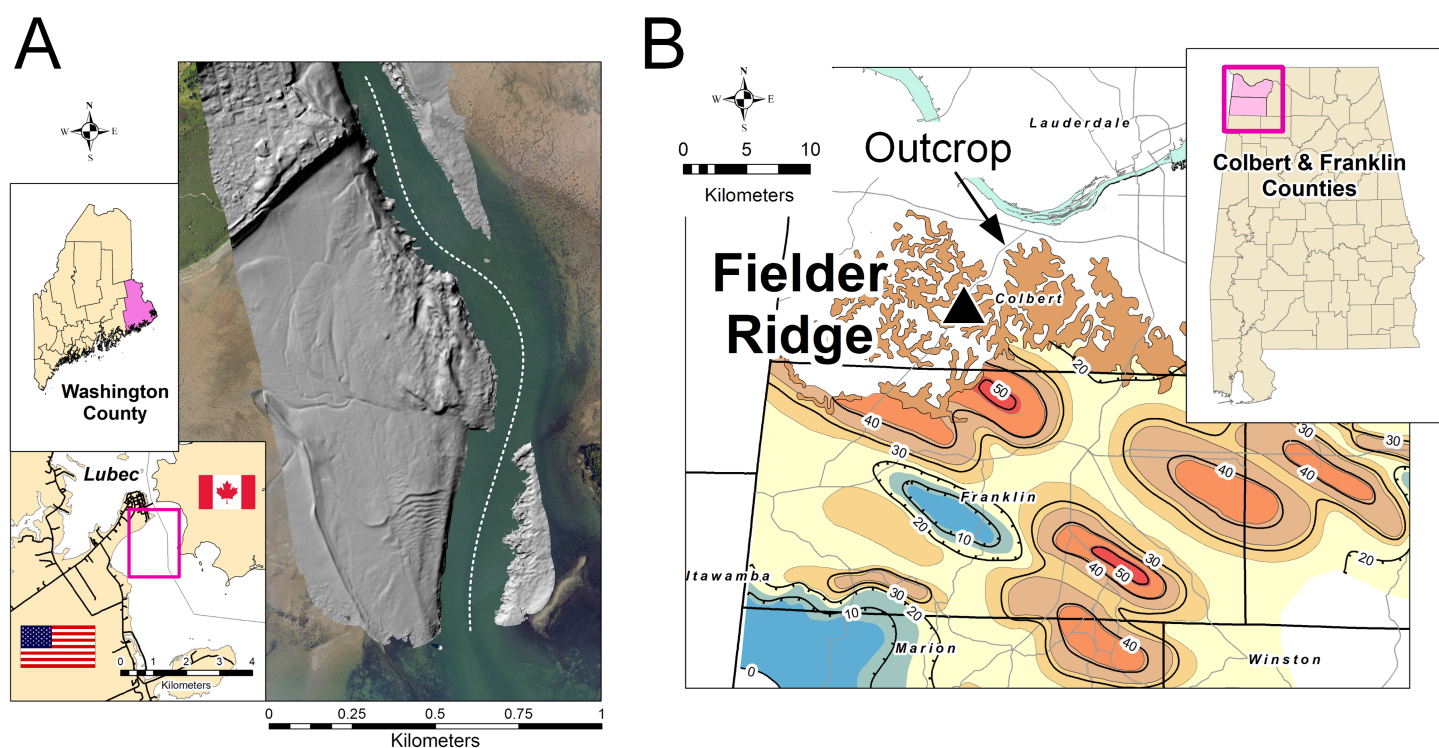 A
N
W E
S
Washington
County
Lubec
0 1 2 3 4
Kilometers
0 0.25 0.5 0.75 1
Kilometers
B
N
W E
S
0 5 10
Kilometers
Lauderdale
Outcrop
Colbert & Franklin
Counties
Fielder
Ridge
Colbert
20
50
40
30
30
30
40
40
Franklin
20
10
20
30
40
50
Itawamba
30
20
10
40
Marion
Winston
0